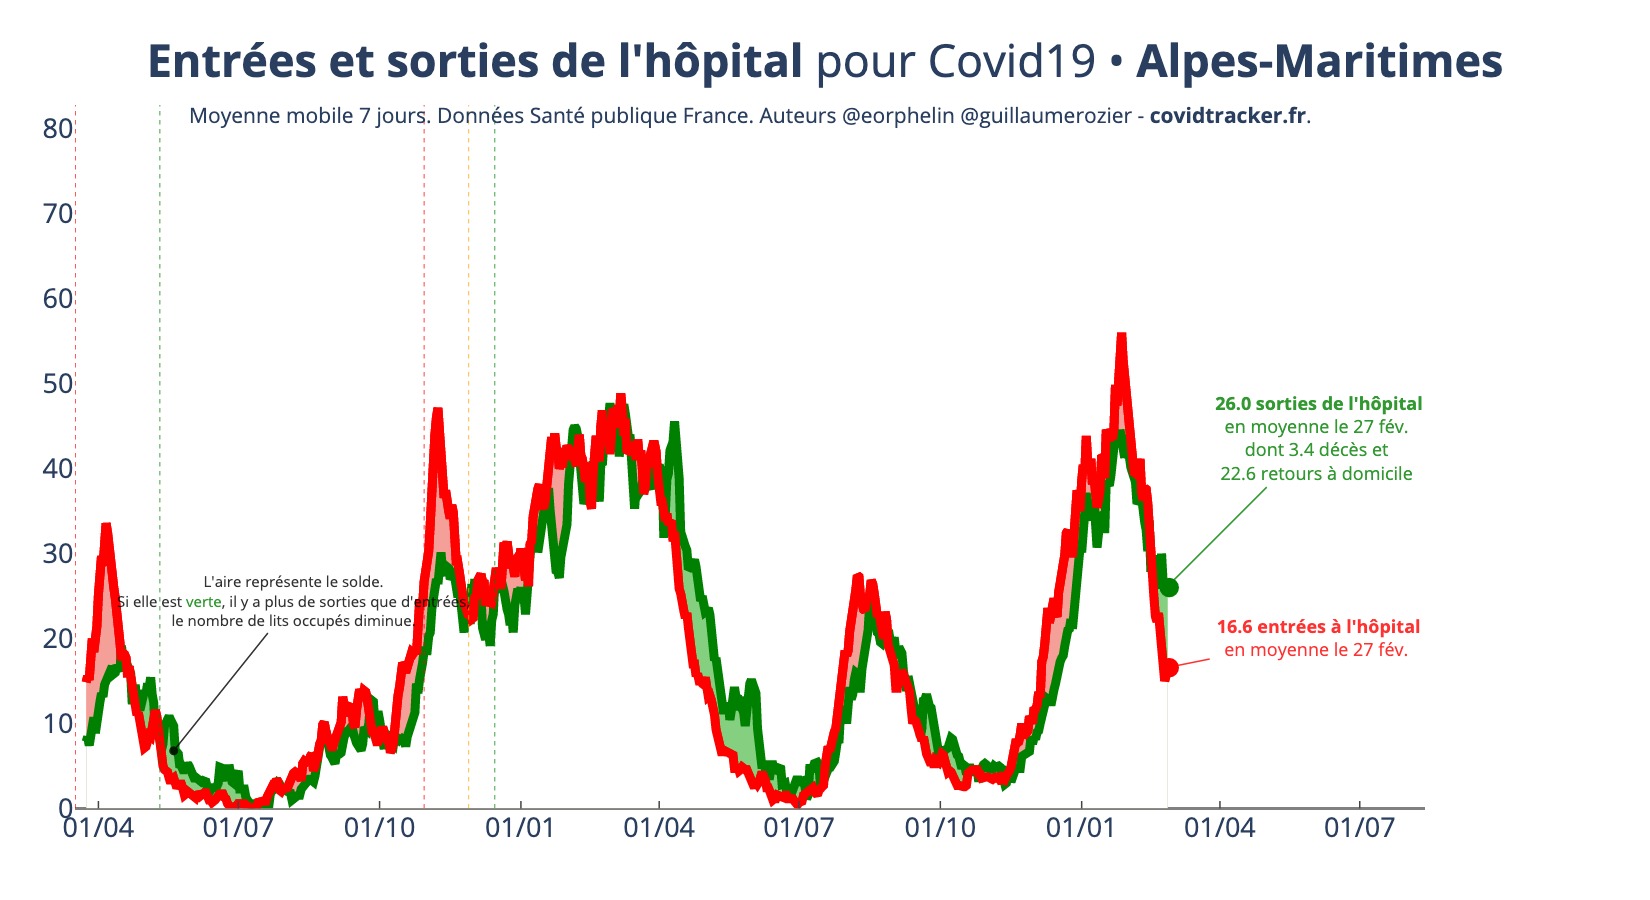 Entrées et sorties de l'hôpital pour Covid19 • Alpes-Maritimes
Moyenne mobile 7 jours. Données Santé publique France. Auteurs @eorphelin @guillaumerozier - covidtracker.fr.
80
70
60
50
40
30
20
10
0
26.0 sorties de l'hôpital
en moyenne le 27 fév.
dont 3.4 décès et
22.6 retours à domicile
L'aire représente le solde.
Si elle est verte, il y a plus de sorties que d'entrées,
le nombre de lits occupés diminue.
16.6 entrées à l'hôpital
en moyenne le 27 fév.
01/04 01/07 01/10 01/01 01/04 01/07 01/10 01/01 01/04 01/07